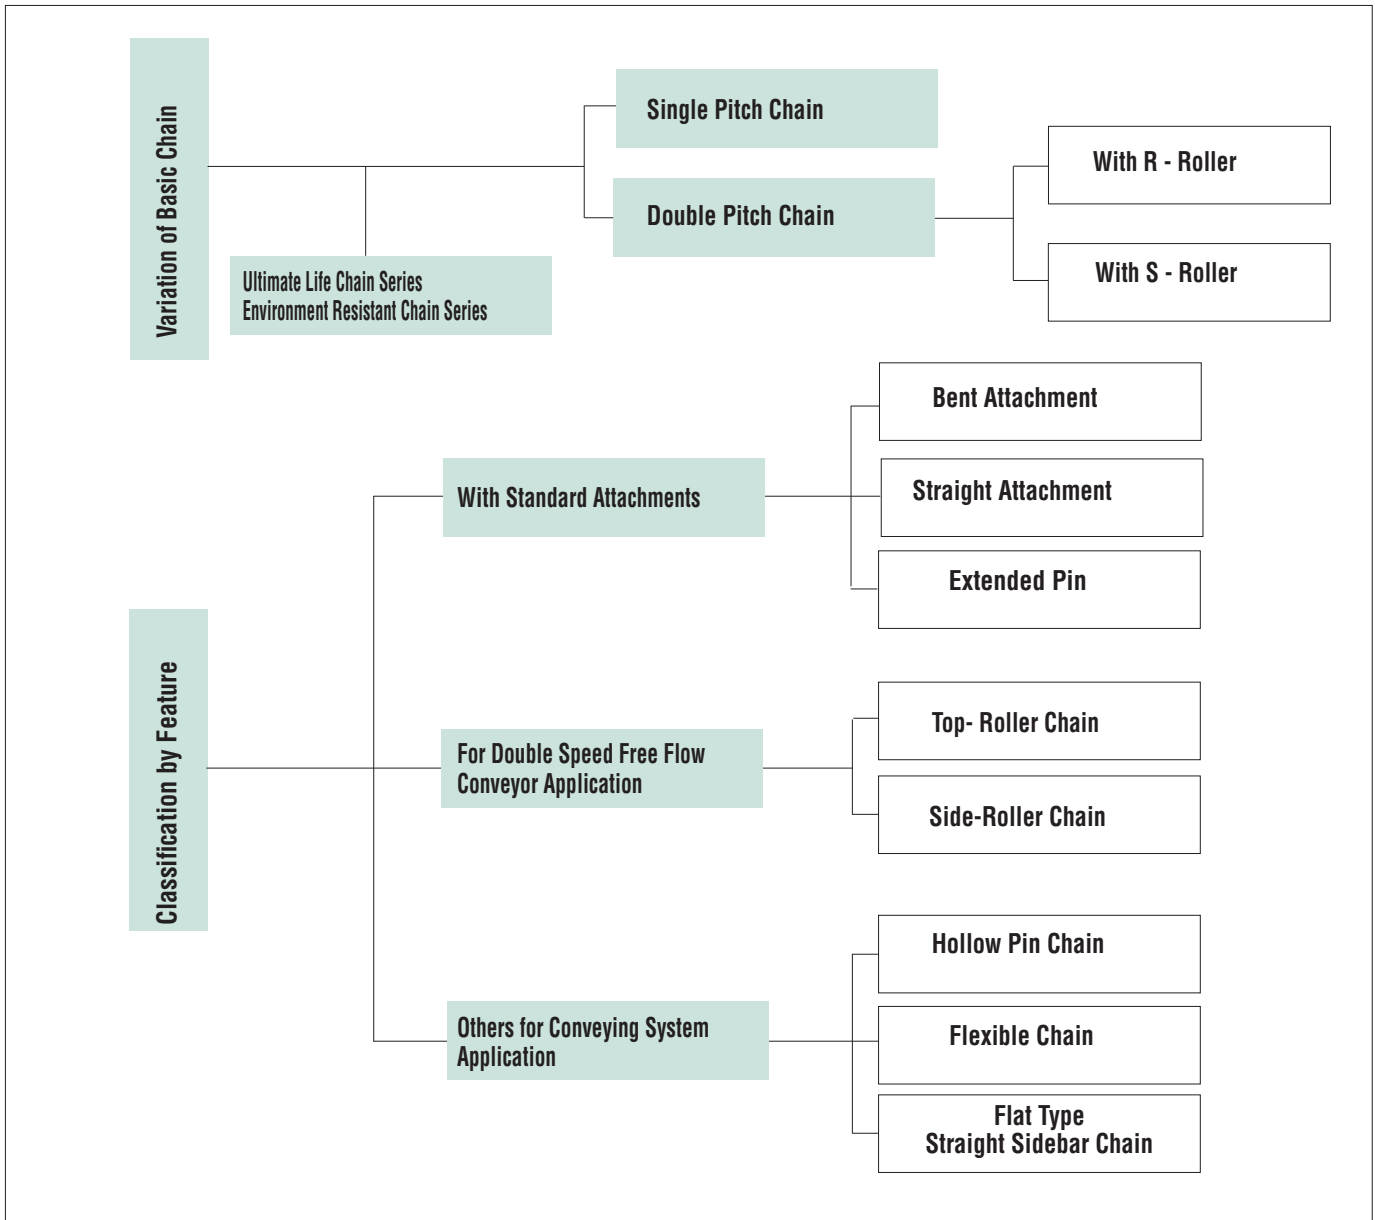 Variation of Basic Chain
Single Pitch Chain
Double Pitch Chain
With R - Roller
With S - Roller
Ultimate Life Chain Series
Environment Resistant Chain Series
Classification by Feature
With Standard Attachments
Bent Attachment
Straight Attachment
Extended Pin
For Double Speed Free Flow
Conveyor Application
Top- Roller Chain
Side-Roller Chain
Others for Conveying System
Application
Hollow Pin Chain
Flexible Chain
Flat Type
Straight Sidebar Chain